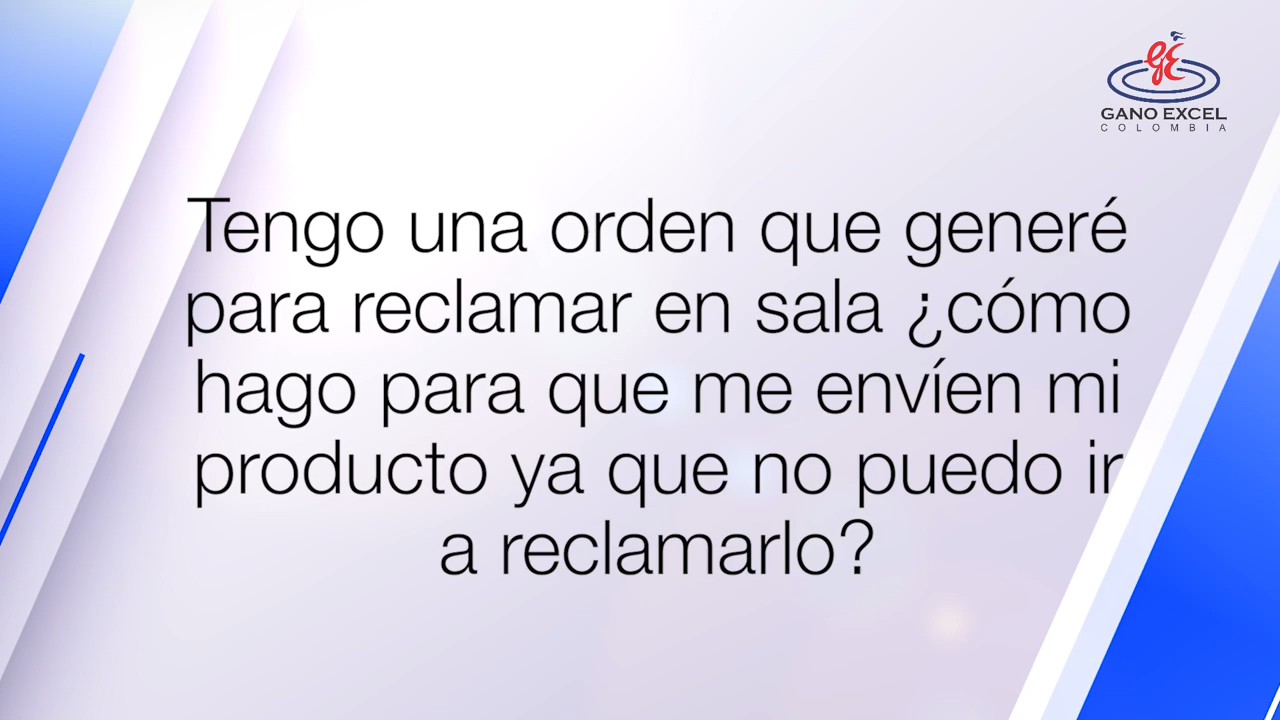 GE
GANO EXCEL
COLOMBIA
Tengo una orden que generé
para reclamar en sala ¿cómo
hago para que me envíen mi
producto ya que no puedo ir
a reclamarlo?